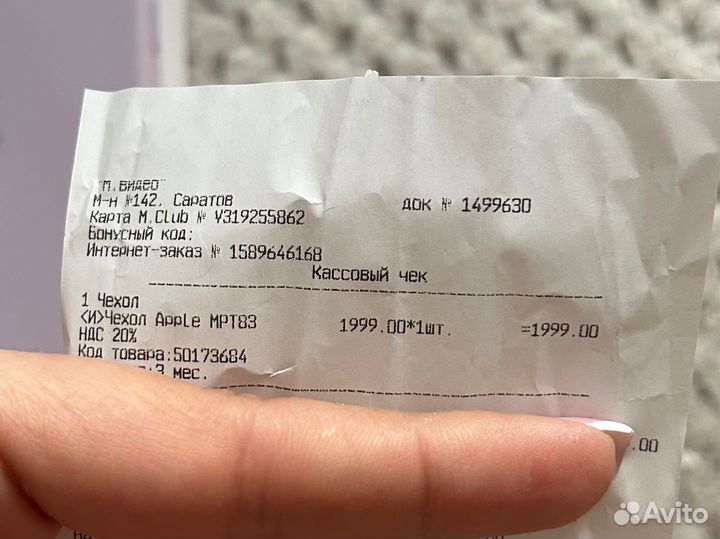 "М.ВИДЕО"
М-н №142, Саратов
Карта M.Club № V319255862 док № 1499630
Бонусный код:
Интернет-заказ № 1589646168
Кассовый чек
1 Чехол
<И>Чехол Apple MPT83 1999.00*1шт. =1999.00
НДС 20%
Код товара:50173684
:3 мес.
.00
Avito